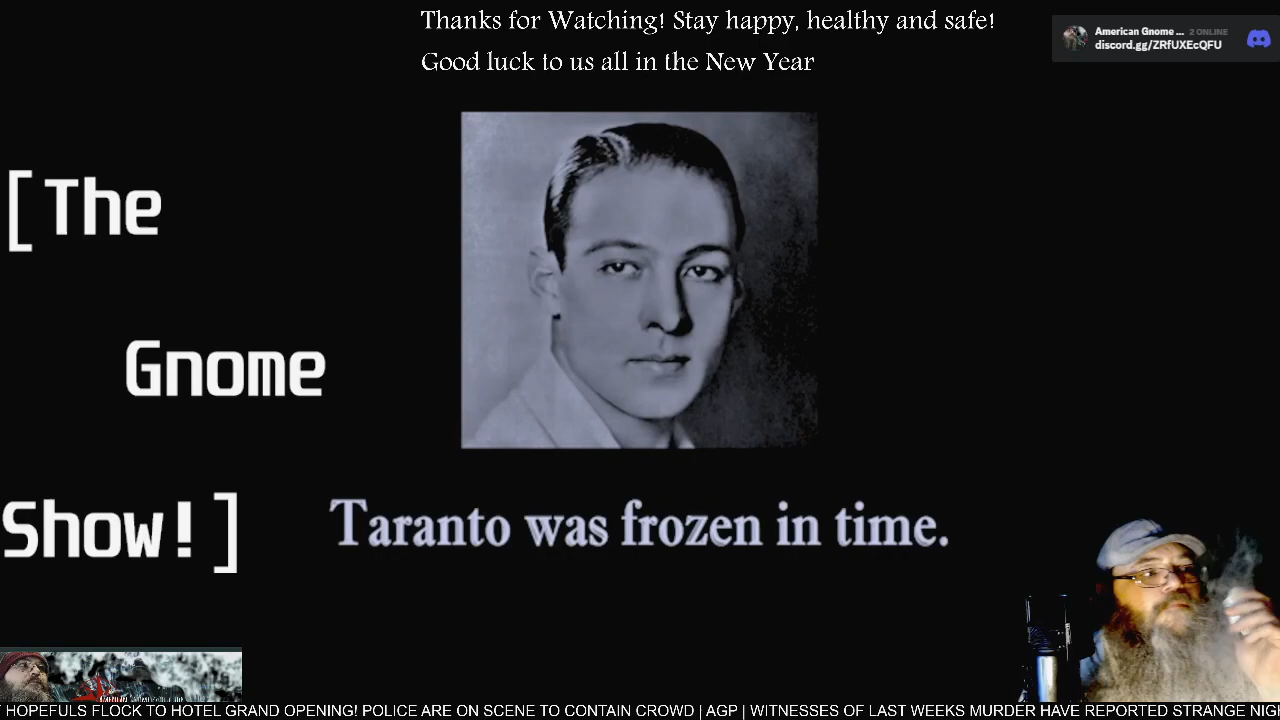 Thanks for Watching! Stay happy, healthy and safe!
Good luck to us all in the New Year
American Gnome ... 2 ONLINE
discord.gg/ZRfUXEcQFU
[The
Gnome
Show!]
Taranto was frozen in time.
HOPEFULS FLOCK TO HOTEL GRAND OPENING! POLICE ARE ON SCENE TO CONTAIN CROWD | AGP | WITNESSES OF LAST WEEKS MURDER HAVE REPORTED STRANGE